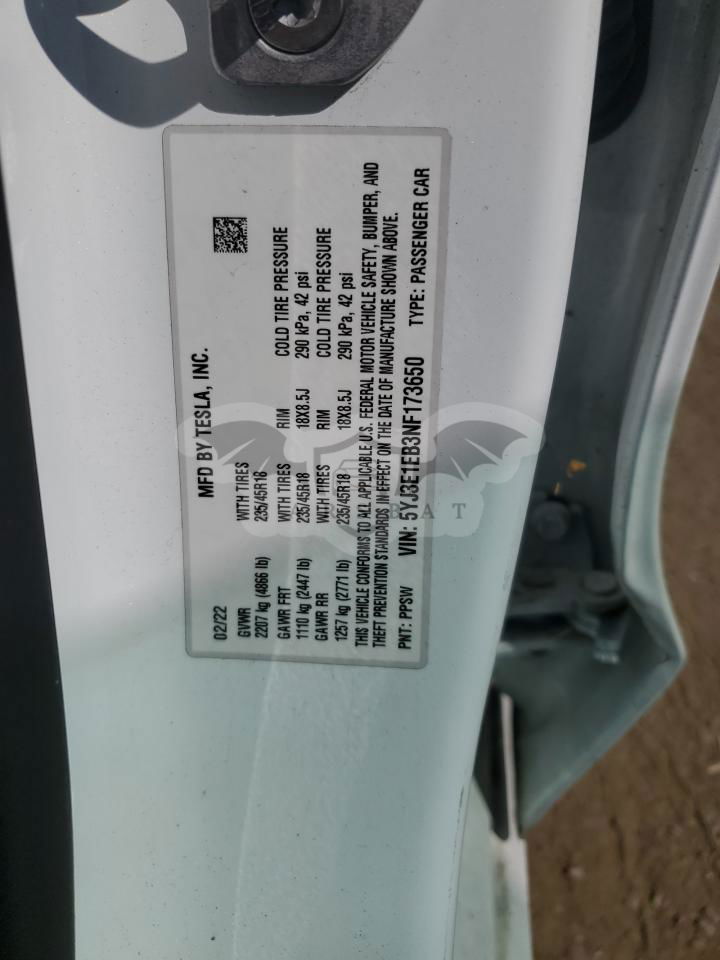 MFD BY TESLA, INC.
02/22
GVWR WITH TIRES
2207 kg (4866 lb) 235/45R18
GAWR FRT WITH TIRES RIM COLD TIRE PRESSURE
1110 kg (2447 lb) 235/45R18 18X8.5J 290 kPa, 42 psi
GAWR RR WITH TIRES RIM COLD TIRE PRESSURE
1257 kg (2771 lb) 235/45R18 18X8.5J 290 kPa, 42 psi
THIS VEHICLE CONFORMS TO ALL APPLICABLE U.S. FEDERAL MOTOR VEHICLE SAFETY, BUMPER, AND
THEFT PREVENTION STANDARDS IN EFFECT ON THE DATE OF MANUFACTURE SHOWN ABOVE.
PNT: PPSW VIN: 5YJ3E1EB3NF173650 TYPE: PASSENGER CAR